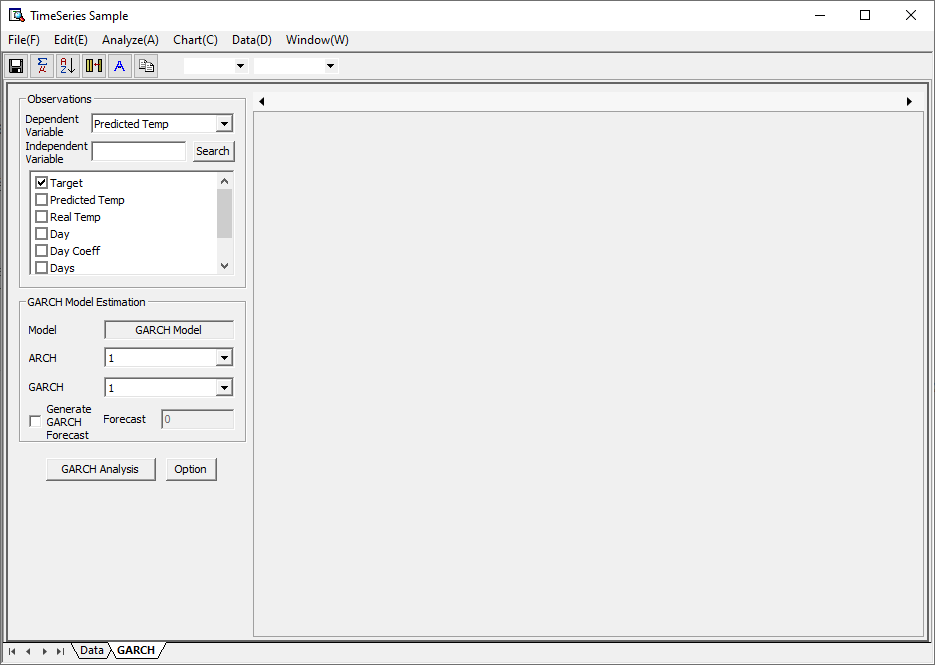 TimeSeries Sample
File(F) Edit(E) Analyze(A) Chart(C) Data(D) Window(W)
Observations
Dependent
Variable
Predicted Temp
Independent
Variable
Search
Target
Predicted Temp
Real Temp
Day
Day Coeff
Days
GARCH Model Estimation
Model GARCH Model
ARCH 1
GARCH 1
Generate
GARCH
Forecast
Forecast 0
GARCH Analysis Option
Data GARCH